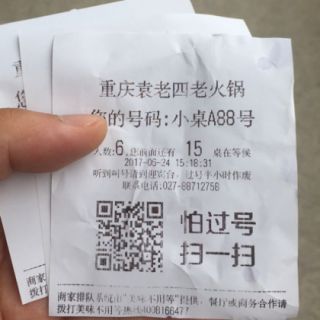 重庆袁老四老火锅
您的号码:小桌A88号
人数:6,您前面还有 15 桌在等候
2017-06-24 15:18:31
听到叫号请到迎宾台，过号半小时作废
联系电话:027-88712756
怕过号
扫一扫
商家排队系统由"美味不用等"提供，餐厅或商务合作请
拨打美味不用等热线4008166477